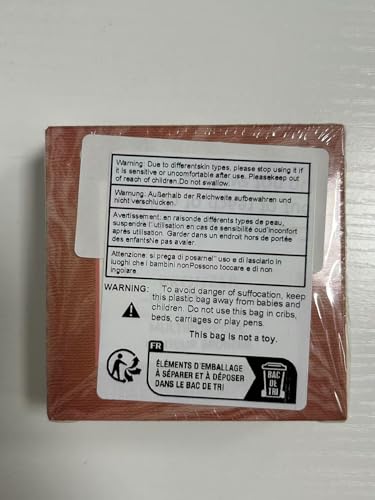 Warning: Due to differentskin types, please stop using it if
it is sensitive or uncomfortable after use. Pleasekeep out
of reach of children.Do not swallow.
Warnung: Außerhalb der Reichweite aufbewahren und
nicht verschlucken.
Avertissement: en raisonde différents types de peau,
suspendre l'utilisation en cas de sensibilité oud'inconfort
après utilisation. Garder dans un endroit hors de portée
des enfantsNe pas avaler.
Attenzione: si prega di posarnel" uso e di lasciarlo in
luoghi che i bambini nonPossono toccare e di non
ingoiare
WARNING: To avoid danger of suffocation, keep
this plastic bag away from babies and
children. Do not use this bag in cribs,
beds, carriages or play pens.
This bag is not a toy.
FR
ÉLÉMENTS D'EMBALLAGE
À SÉPARER ET À DÉPOSER
DANS LE BAC DE TRI
BAC
DE
TRI